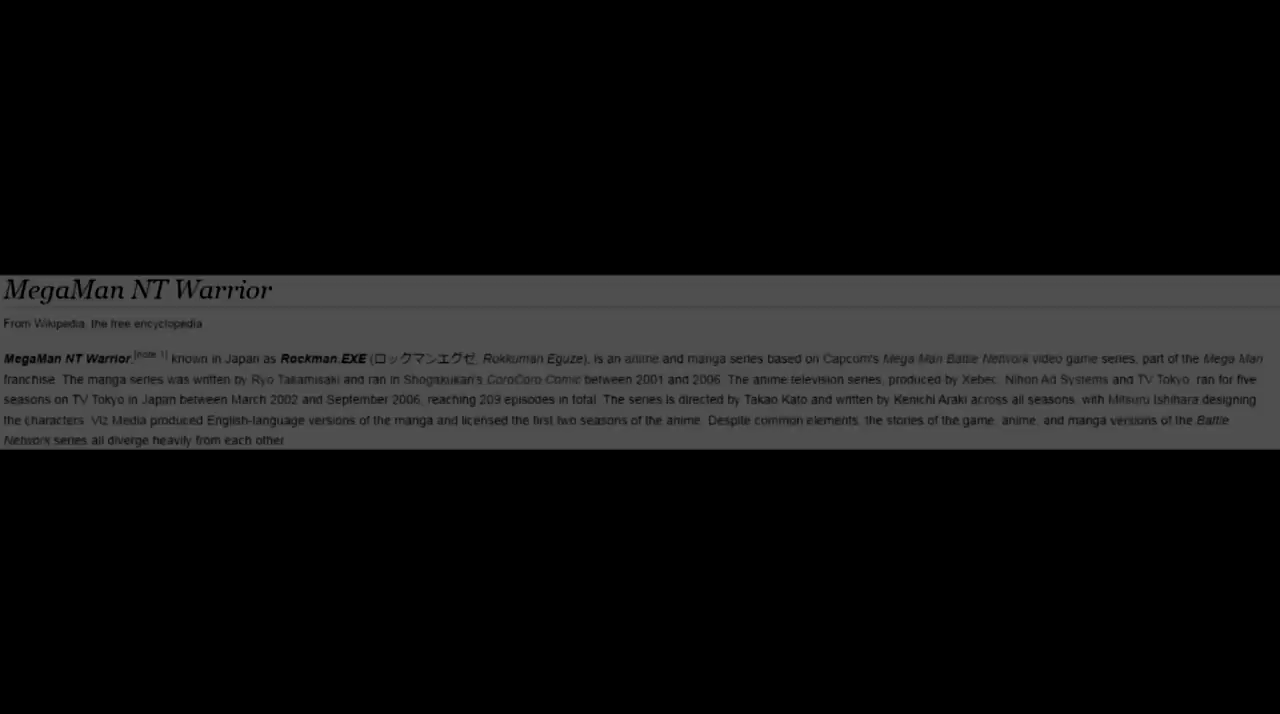 MegaMan NT Warrior
From Wikipedia, the free encyclopedia
MegaMan NT Warrior,[note 1] known in Japan as Rockman.EXE (ロックマンエグゼ, Rokkuman Eguze), is an anime and manga series based on Capcom's Mega Man Battle Network video game series, part of the Mega Man
franchise. The manga series was written by Ryo Takamisaki and ran in Shogakukan's CoroCoro Comic between 2001 and 2006. The anime television series, produced by Xebec, Nihon Ad Systems and TV Tokyo, ran for five
seasons on TV Tokyo in Japan between March 2002 and September 2006, reaching 209 episodes in total. The series is directed by Takao Kato and written by Kenichi Araki across all seasons, with Mitsuru Ishihara designing
the characters. Viz Media produced English-language versions of the manga and licensed the first two seasons of the anime. Despite common elements, the stories of the game, anime, and manga versions of the Battle
Network series all diverge heavily from each other.